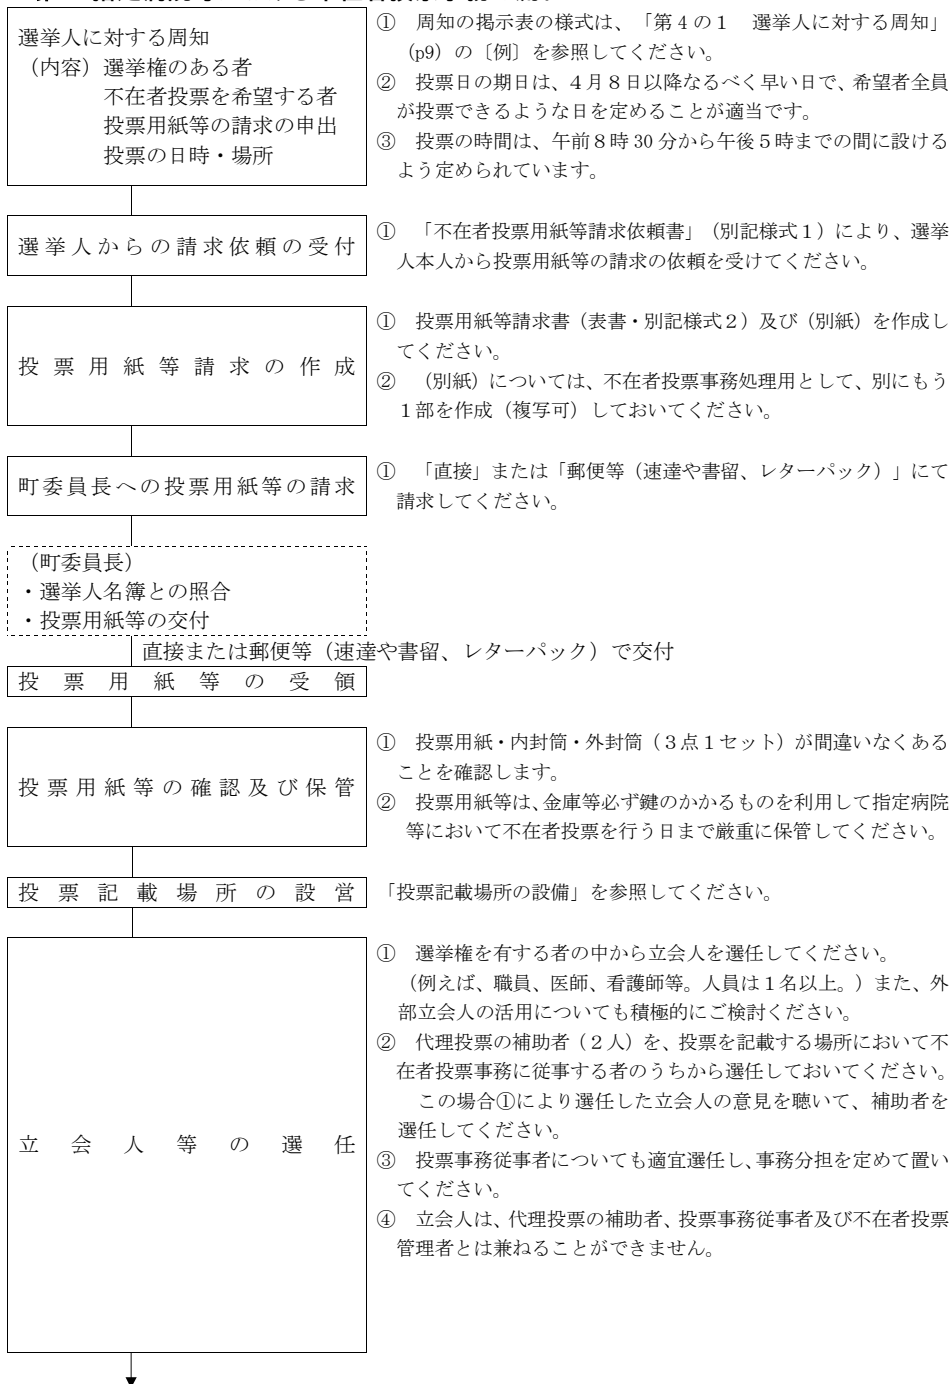 選挙人に対する周知
（内容）選挙権のある者
不在者投票を希望する者
投票用紙等の請求の申出
投票の日時・場所
①　周知の掲示表の様式は、「第４の１　選挙人に対する周知」
（p9）の〔例〕を参照してください。
②　投票日の期日は、４月８日以降なるべく早い日で、希望者全員
が投票できるような日を定めることが適当です。
③　投票の時間は、午前８時 30 分から午後５時までの間に設ける
よう定められています。
選挙人からの請求依頼の受付
①　「不在者投票用紙等請求依頼書」（別記様式１）により、選挙
人本人から投票用紙等の請求の依頼を受けてください。
投票用紙等請求の作成
①　投票用紙等請求書（表書・別記様式２）及び（別紙）を作成し
てください。
②　（別紙）については、不在者投票事務処理用として、別にもう
１部を作成（複写可）しておいてください。
町委員長への投票用紙等の請求
①　「直接」または「郵便等（速達や書留、レターパック）」にて
請求してください。
（町委員長）
・選挙人名簿との照合
・投票用紙等の交付
直接または郵便等（速達や書留、レターパック）で交付
投票用紙等の受領
投票用紙等の確認及び保管
①　投票用紙・内封筒・外封筒（３点１セット）が間違いなくある
ことを確認します。
②　投票用紙等は、金庫等必ず鍵のかかるものを利用して指定病院
等において不在者投票を行う日まで厳重に保管してください。
投票記載場所の設営
「投票記載場所の設備」を参照してください。
立会人等の選任
①　選挙権を有する者の中から立会人を選任してください。
（例えば、職員、医師、看護師等。人員は１名以上。）また、外
部立会人の活用についても積極的にご検討ください。
②　代理投票の補助者（２人）を、投票を記載する場所において不
在者投票事務に従事する者のうちから選任しておいてください。
この場合①により選任した立会人の意見を聴いて、補助者を
選任してください。
③　投票事務従事者についても適宜選任し、事務分担を定めて置い
てください。
④　立会人は、代理投票の補助者、投票事務従事者及び不在者投票
管理者とは兼ねることができません。